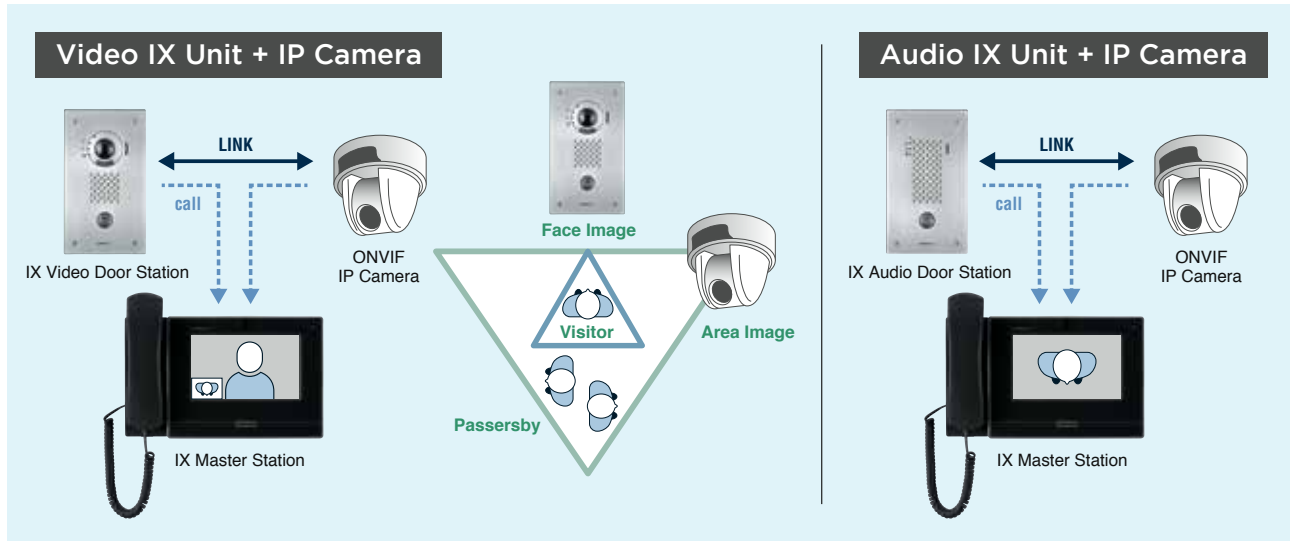 Video IX Unit + IP Camera
LINK
call
IX Video Door Station
ONVIF
IP Camera
IX Master Station
Face Image
Visitor
Area Image
Passersby
Audio IX Unit + IP Camera
LINK
call
IX Audio Door Station
ONVIF
IP Camera
IX Master Station